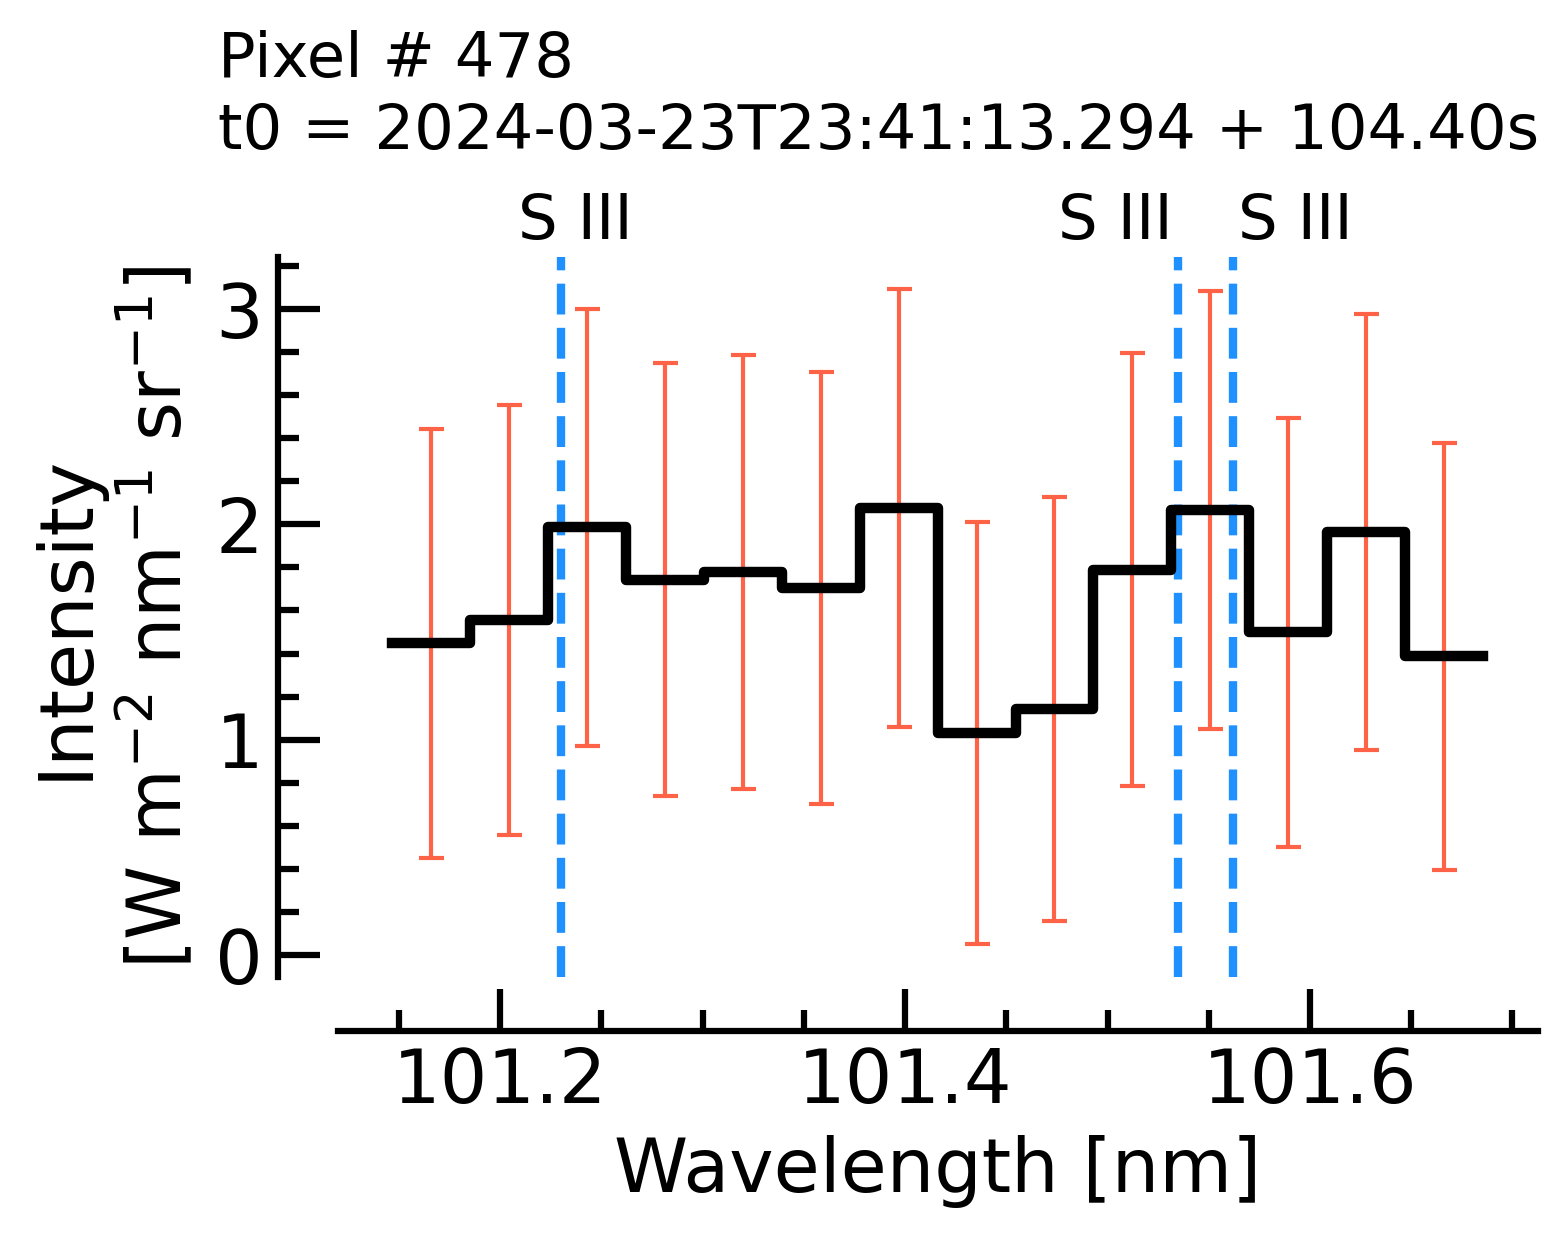 Pixel # 478
t0 = 2024-03-23T23:41:13.294 + 104.40s
S III S III S III
Intensity
[W m⁻² nm⁻¹ sr⁻¹]
3
2
1
0
101.2 101.4 101.6
Wavelength [nm]